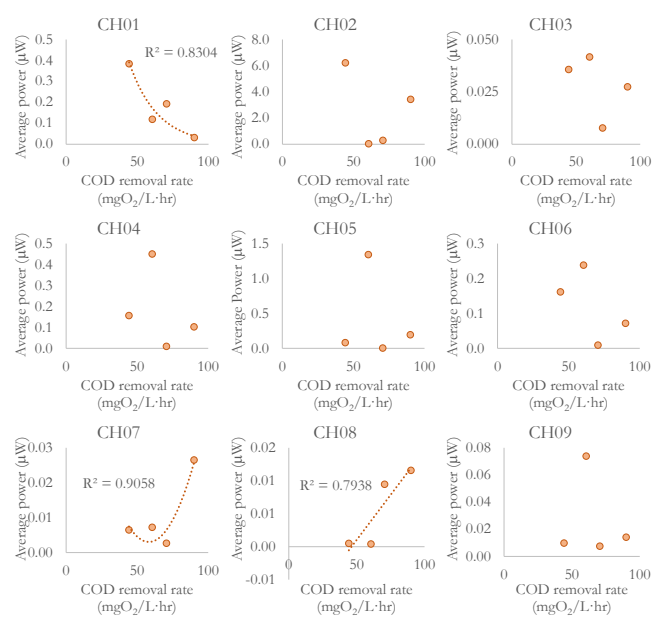 CH01
Average power (µW)
0.5
0.4
0.3
0.2
0.1
0.0
R² = 0.8304
0 50 100
COD removal rate
(mgO₂/L·hr)
CH02
Average power (µW)
8.0
6.0
4.0
2.0
0.0
0 50 100
COD removal rate
(mgO₂/L·hr)
CH03
Average power (µW)
0.050
0.025
0.000
0 50 100
COD removal rate
(mgO₂/L·hr)
CH04
Average power (µW)
0.5
0.4
0.3
0.2
0.1
0.0
0 50 100
COD removal rate
(mgO₂/L·hr)
CH05
Average Power (µW)
1.5
1.0
0.5
0.0
0 50 100
COD removal rate
(mgO₂/L·hr)
CH06
Average power (µW)
0.3
0.2
0.1
0.0
0 50 100
COD removal rate
(mgO₂/L·hr)
CH07
Average power (µW)
0.03
0.02
0.01
0.00
R² = 0.9058
0 50 100
COD removal rate
(mgO₂/L·hr)
CH08
Average power (µW)
0.02
0.01
0.01
0.00
-0.01
R² = 0.7938
0 50 100
COD removal rate
(mgO₂/L·hr)
CH09
Average power (µW)
0.08
0.06
0.04
0.02
0.00
0 50 100
COD removal rate
(mgO₂/L·hr)